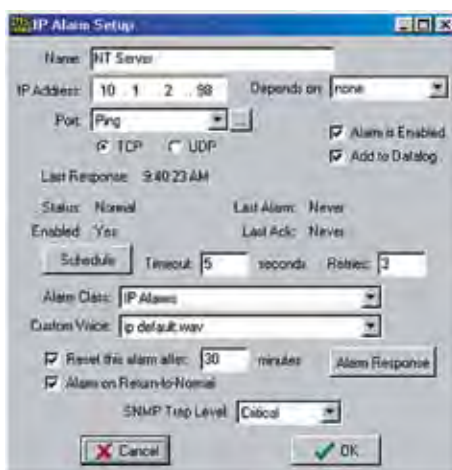 IP Alarm Setup
Name: NT Server
IP Address: 10 . 1 . 2 . 98 Depends on: none
Port: Ping ...
TCP UDP
Alarm is Enabled
Add to Datalog
Last Response: 9:40:23 AM
Status: Normal Last Alarm: Never
Enabled: Yes Last Ack: Never
Schedule Timeout: 5 seconds Retries: 3
Alarm Class: IP Alarms
Custom Voice: ip default.wav
Reset this alarm after: 30 minutes Alarm Response
Alarm on Return-to-Normal
SNMP Trap Level: Critical
Cancel OK